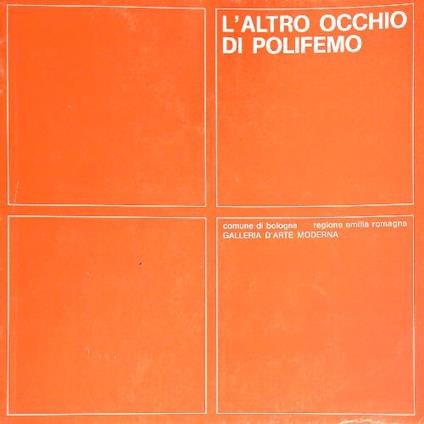 L'ALTRO OCCHIO
DI POLIFEMO
comune di bologna regione emilia romagna
GALLERIA D'ARTE MODERNA